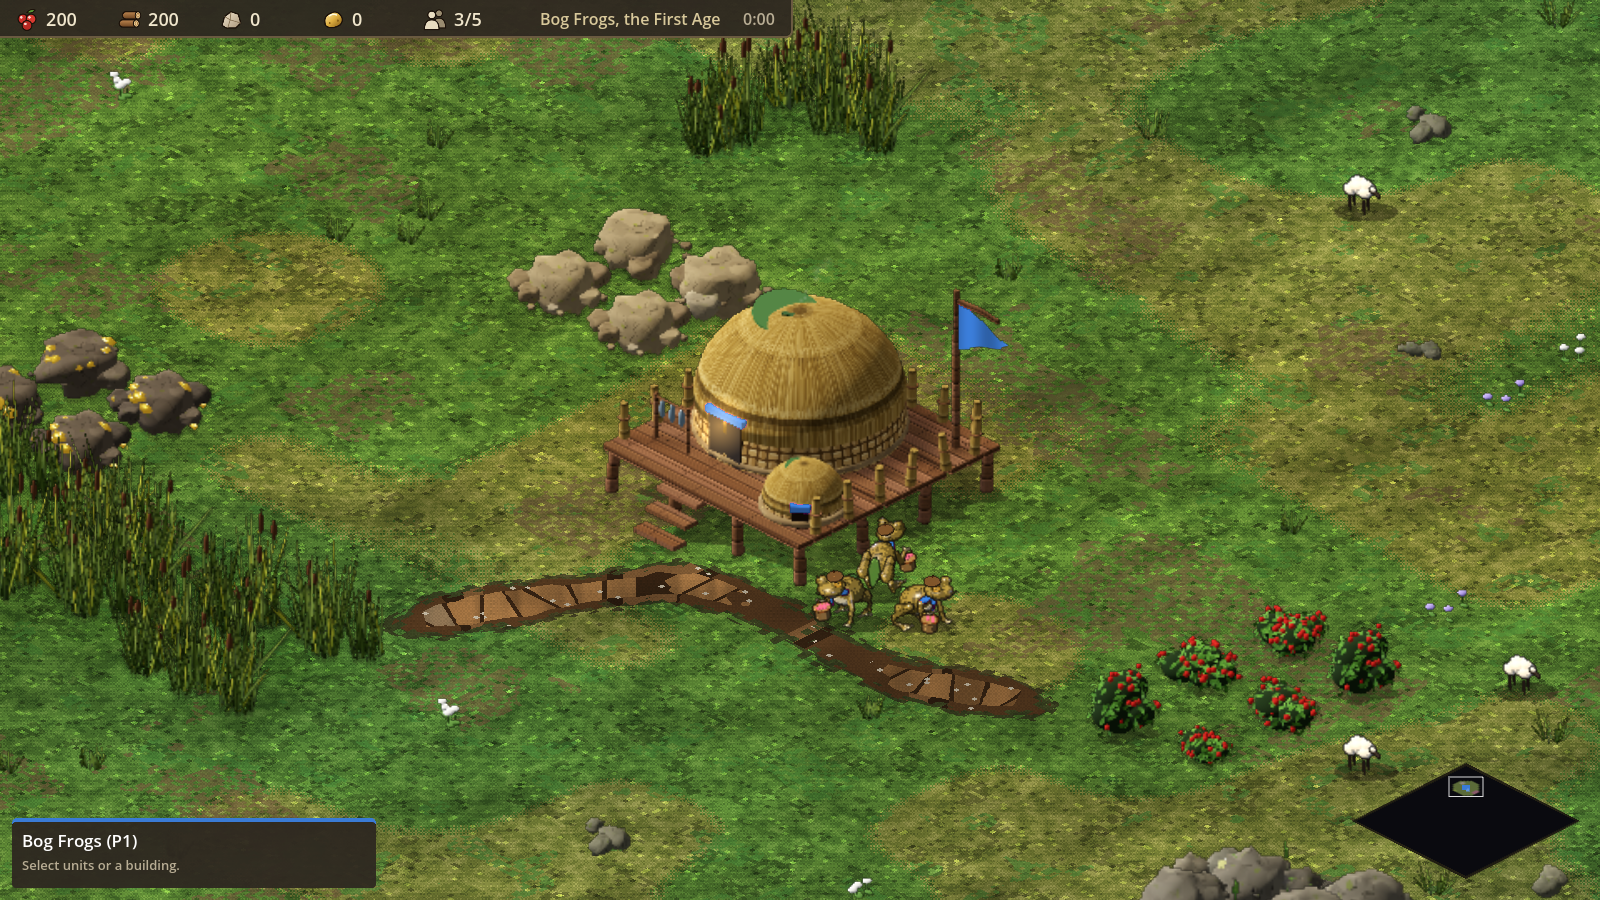 200 200 0 0 3/5 Bog Frogs, the First Age 0:00
Bog Frogs (P1)
Select units or a building.